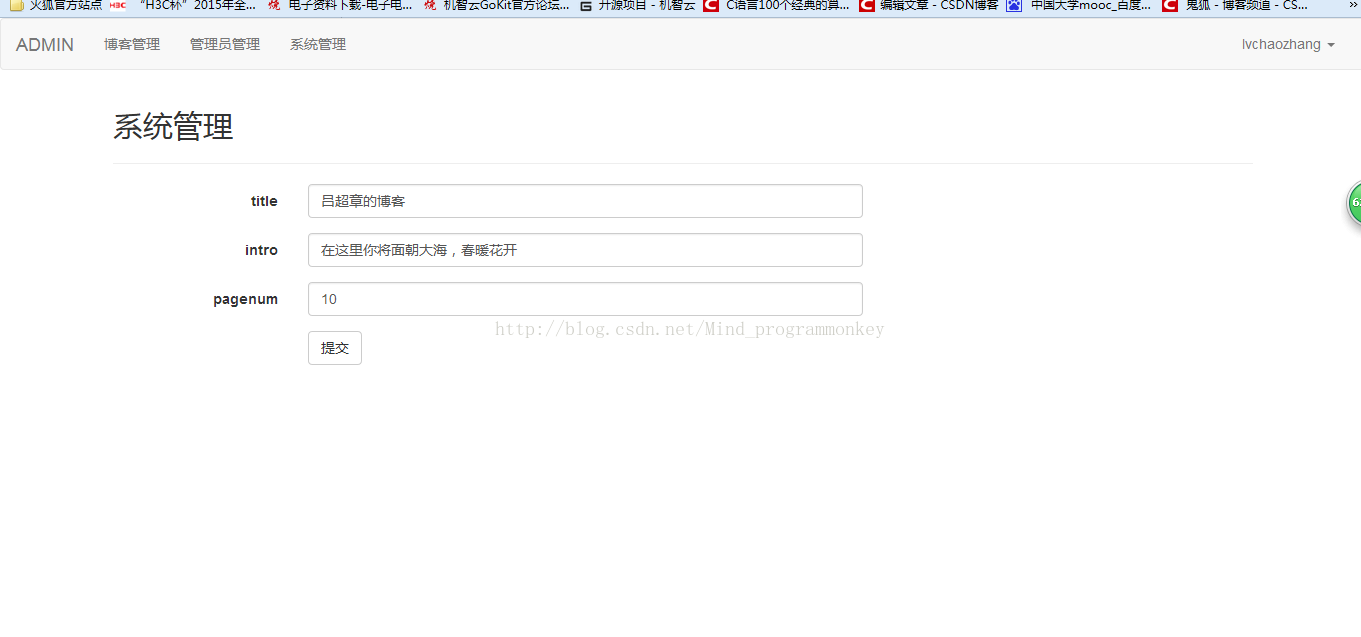 火狐官方站点 H3C “H3C杯”2015年全... 电子资料下载-电子电... 机智云GoKit官方论坛... 开源项目 - 机智云 C语言100个经典的算... 编辑文章 - CSDN博客 中国大学mooc_百度... 鬼狐 - 博客频道 - CS... »
ADMIN 博客管理 管理员管理 系统管理 lvchaozhang
系统管理
title 吕超章的博客
intro 在这里你将面朝大海，春暖花开
pagenum 10
http://blog.csdn.net/Mind_programmonkey
提交